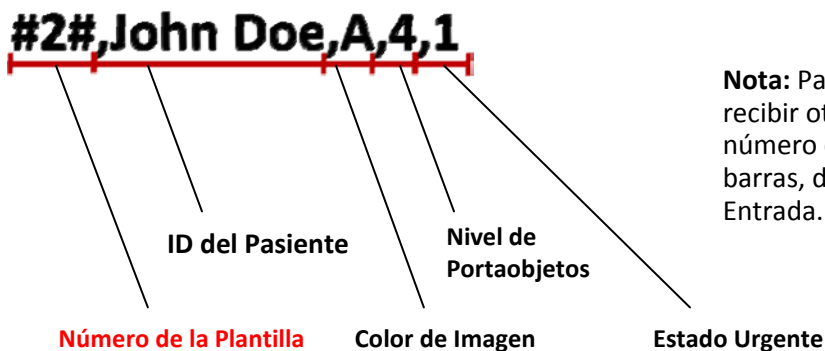 #2#,John Doe,A,4,1
Nota: Pa
recibir ot
número
barras, d
Entrada.
ID del Pasiente
Nivel de
Portaobjetos
Número de la Plantilla
Color de Imagen
Estado Urgente